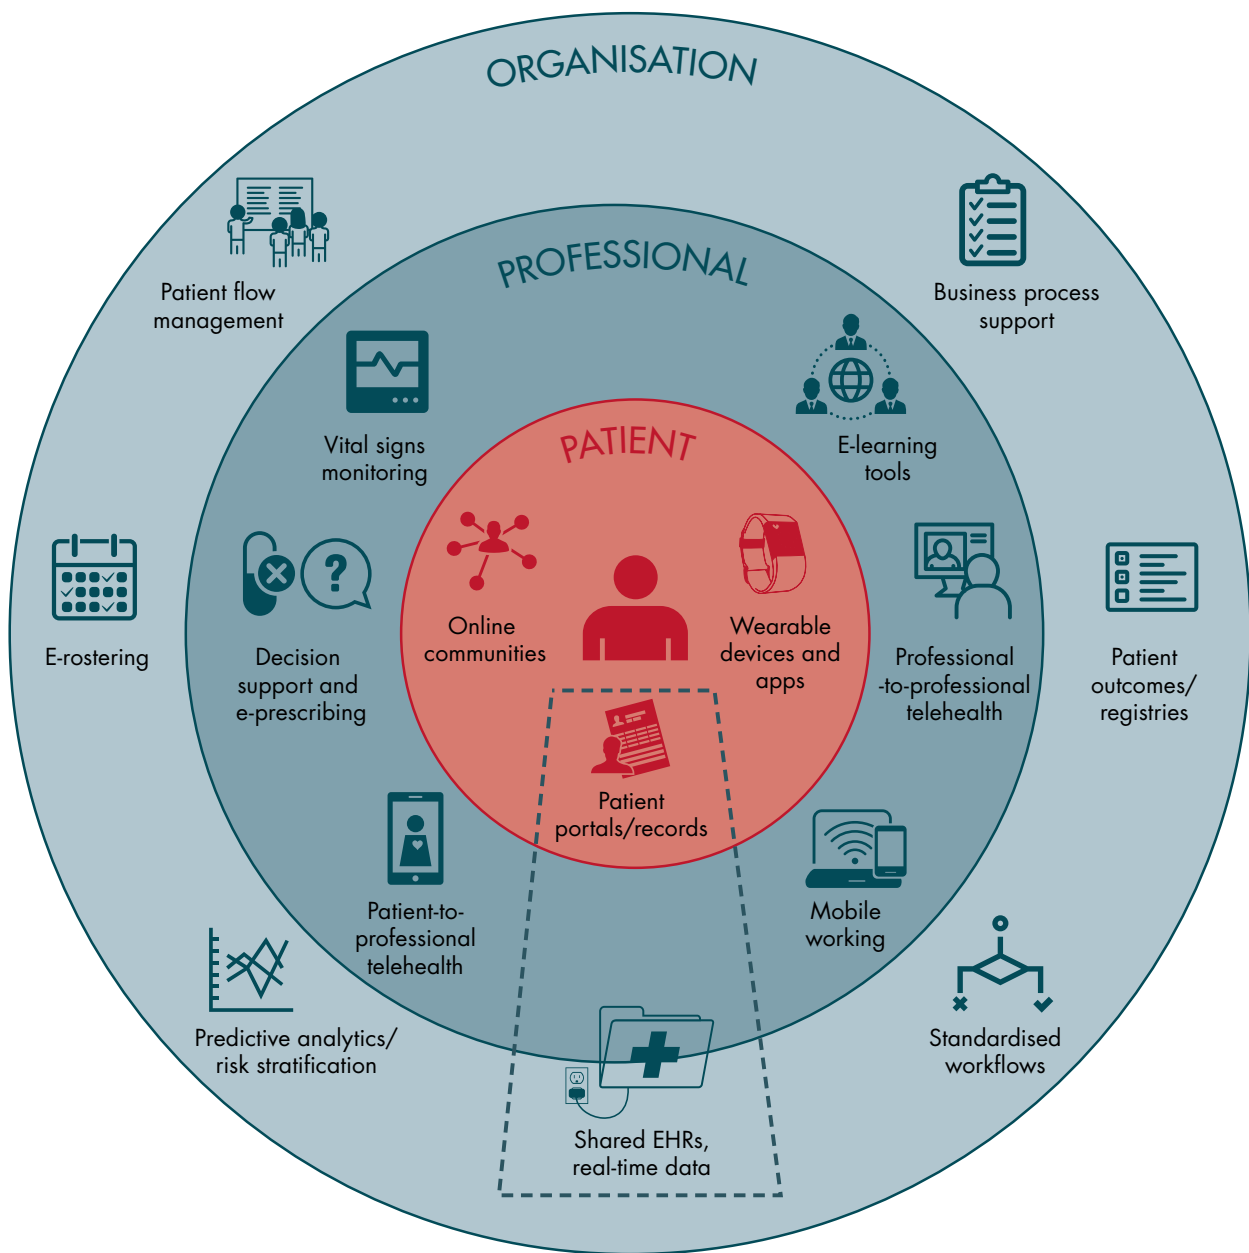 ORGANISATION
Patient flow
management
Business process
support
PROFESSIONAL
Vital signs
monitoring
E-learning
tools
PATIENT
E-rostering
Decision
support and
e-prescribing
?
Online
communities
Wearable
devices and
apps
Professional
-to-professional
telehealth
Patient
outcomes/
registries
Patient
portals/records
Patient-to-
professional
telehealth
Mobile
working
Predictive analytics/
risk stratification
Standardised
workflows
Shared EHRs,
real-time data